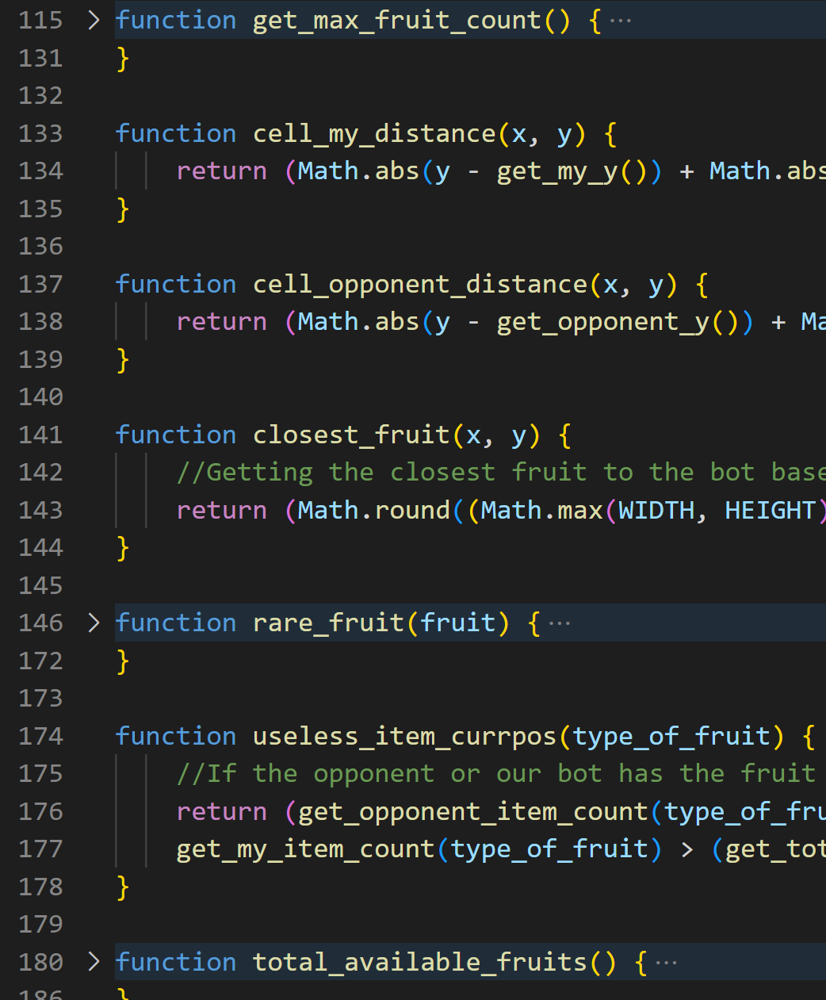 115 > function get_max_fruit_count() { ···
131 }
132
133 function cell_my_distance(x, y) {
134 return (Math.abs(y - get_my_y()) + Math.abs
135 }
136
137 function cell_opponent_distance(x, y) {
138 return (Math.abs(y - get_opponent_y()) + Ma
139 }
140
141 function closest_fruit(x, y) {
142 //Getting the closest fruit to the bot base
143 return (Math.round((Math.max(WIDTH, HEIGHT)
144 }
145
146 > function rare_fruit(fruit) { ···
172 }
173
174 function useless_item_currpos(type_of_fruit) {
175 //If the opponent or our bot has the fruit
176 return (get_opponent_item_count(type_of_fru
177 get_my_item_count(type_of_fruit) > (get_tot
178 }
179
180 > function total_available_fruits() { ···
186 }